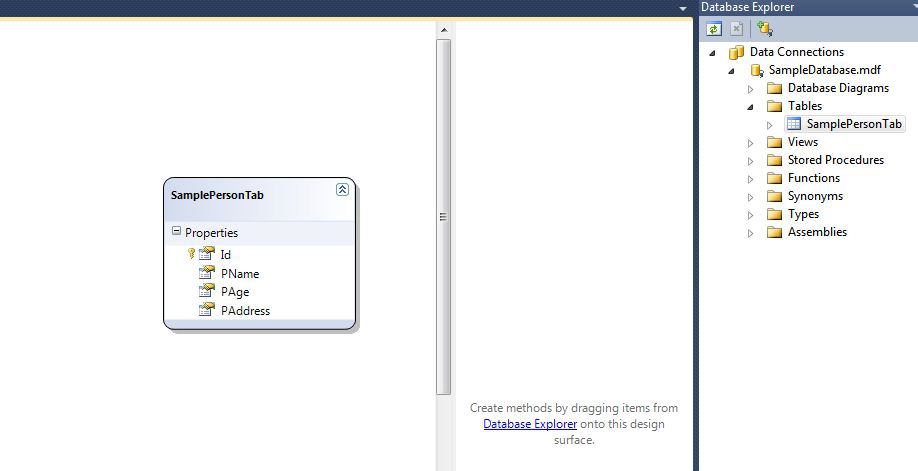 SamplePersonTab
Properties
Id
PName
PAge
PAddress
Create methods by dragging items from
Database Explorer onto this design
surface.
Database Explorer
Data Connections
SampleDatabase.mdf
Database Diagrams
Tables
SamplePersonTab
Views
Stored Procedures
Functions
Synonyms
Types
Assemblies